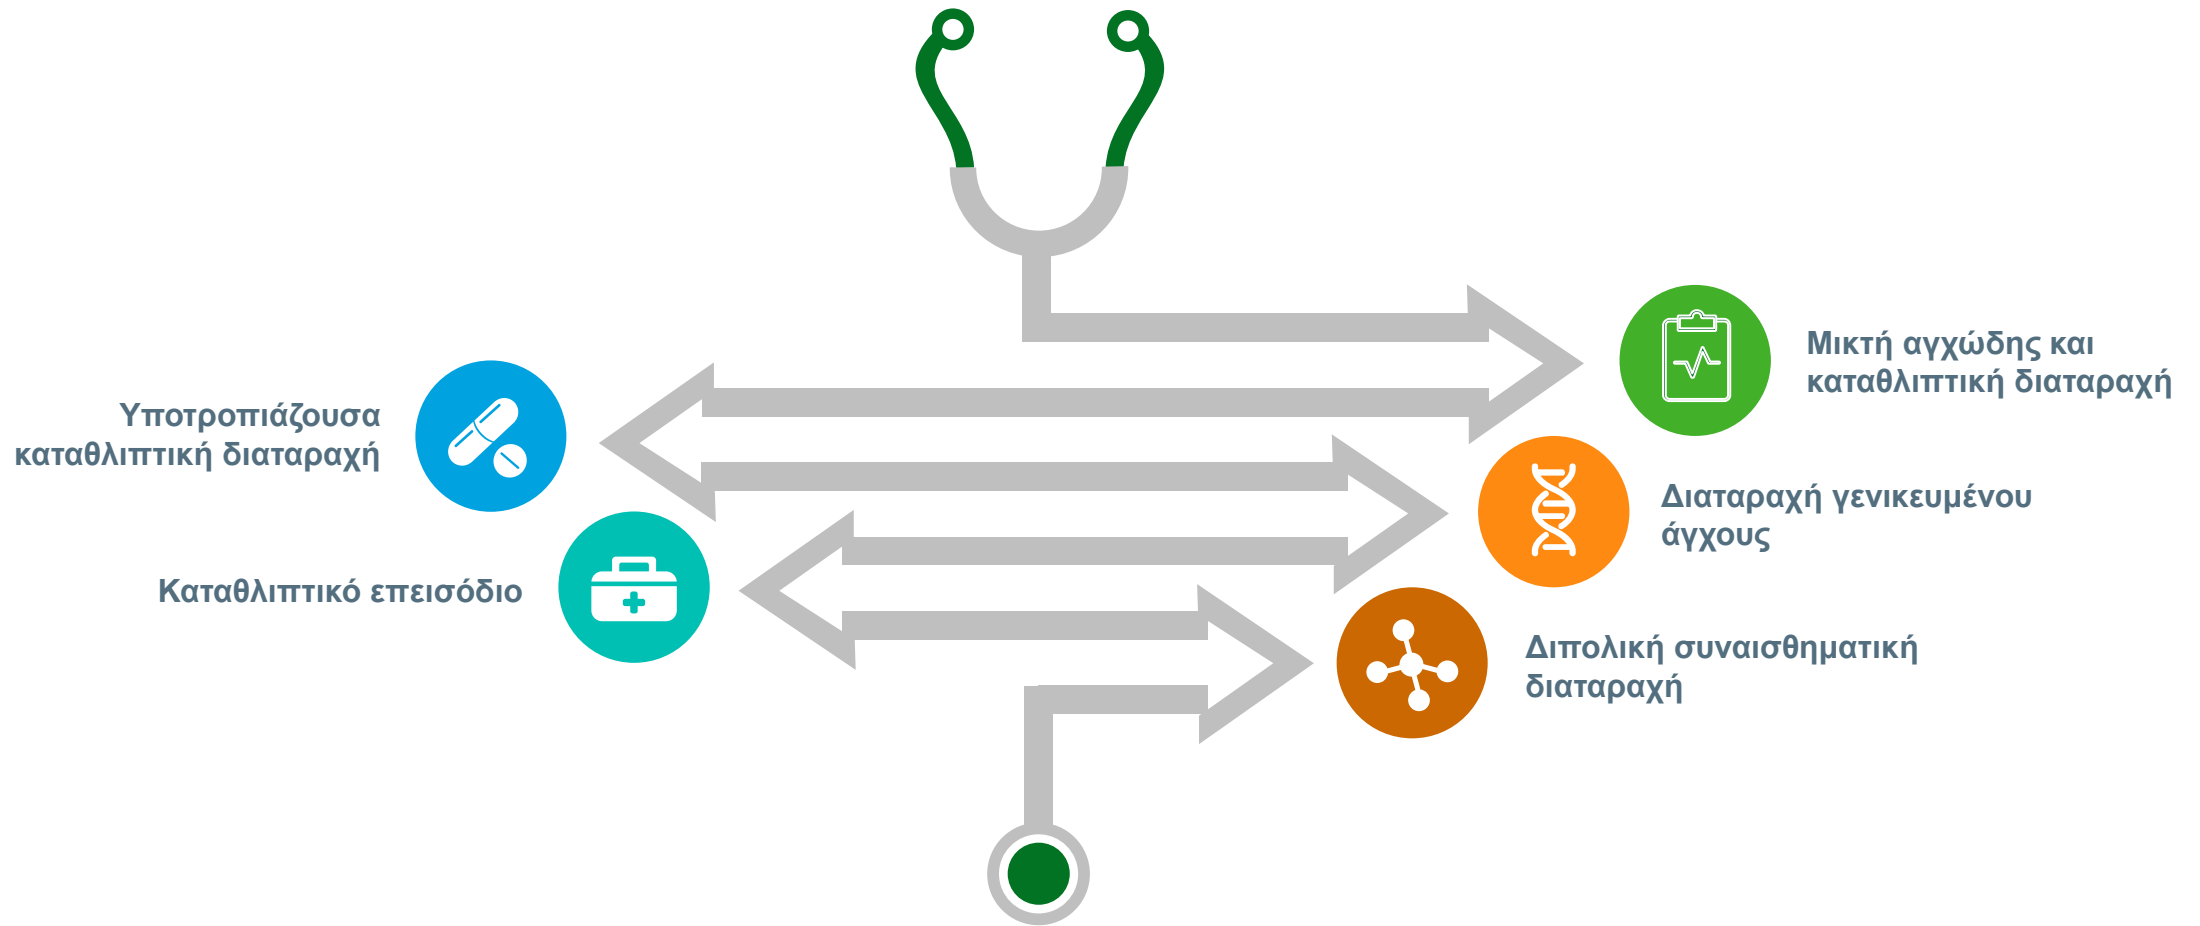 Μικτή αγχώδης και
καταθλιπτική διαταραχή
Υποτροπιάζουσα
καταθλιπτική διαταραχή
Διαταραχή γενικευμένου
άγχους
Καταθλιπτικό επεισόδιο
Διπολική συναισθηματική
διαταραχή